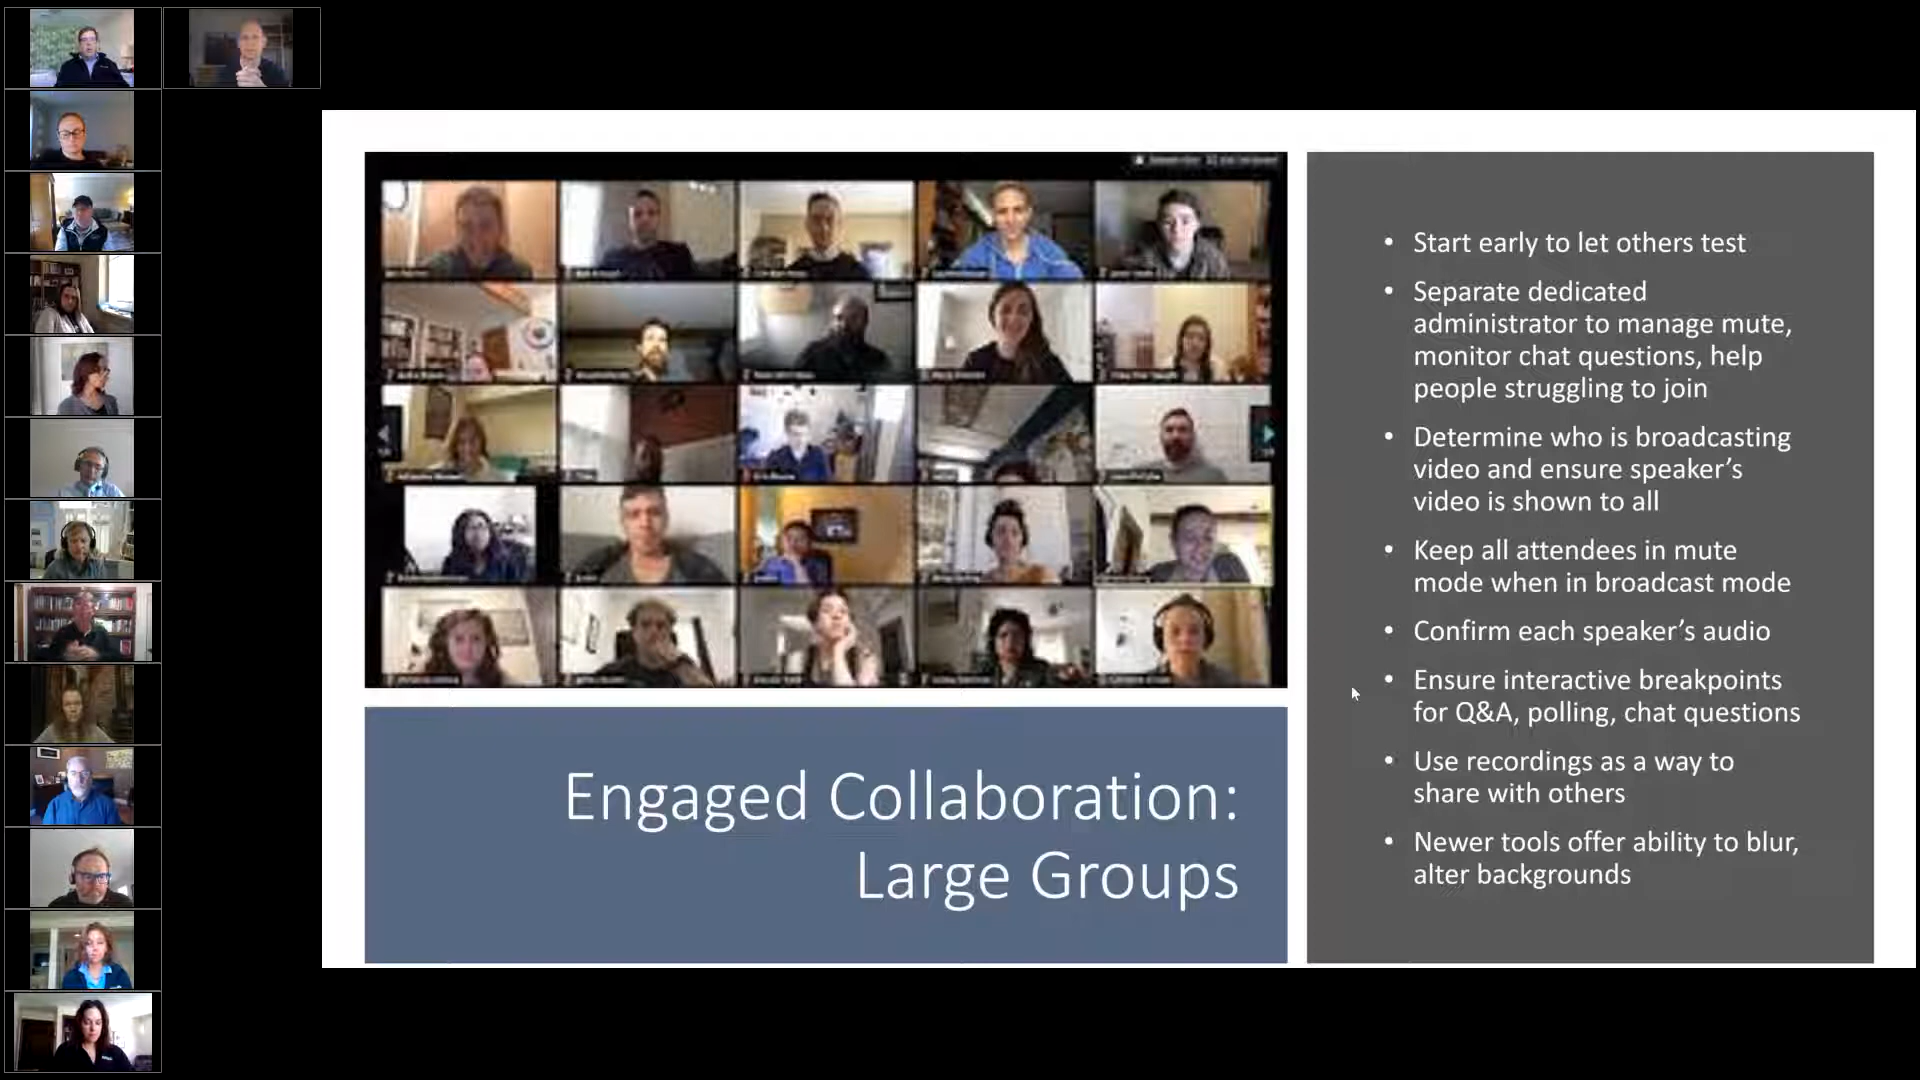 • Start early to let others test
• Separate dedicated
administrator to manage mute,
monitor chat questions, help
people struggling to join
• Determine who is broadcasting
video and ensure speaker’s
video is shown to all
• Keep all attendees in mute
mode when in broadcast mode
• Confirm each speaker’s audio
• Ensure interactive breakpoints
for Q&A, polling, chat questions
• Use recordings as a way to
share with others
• Newer tools offer ability to blur,
alter backgrounds
Engaged Collaboration:
Large Groups